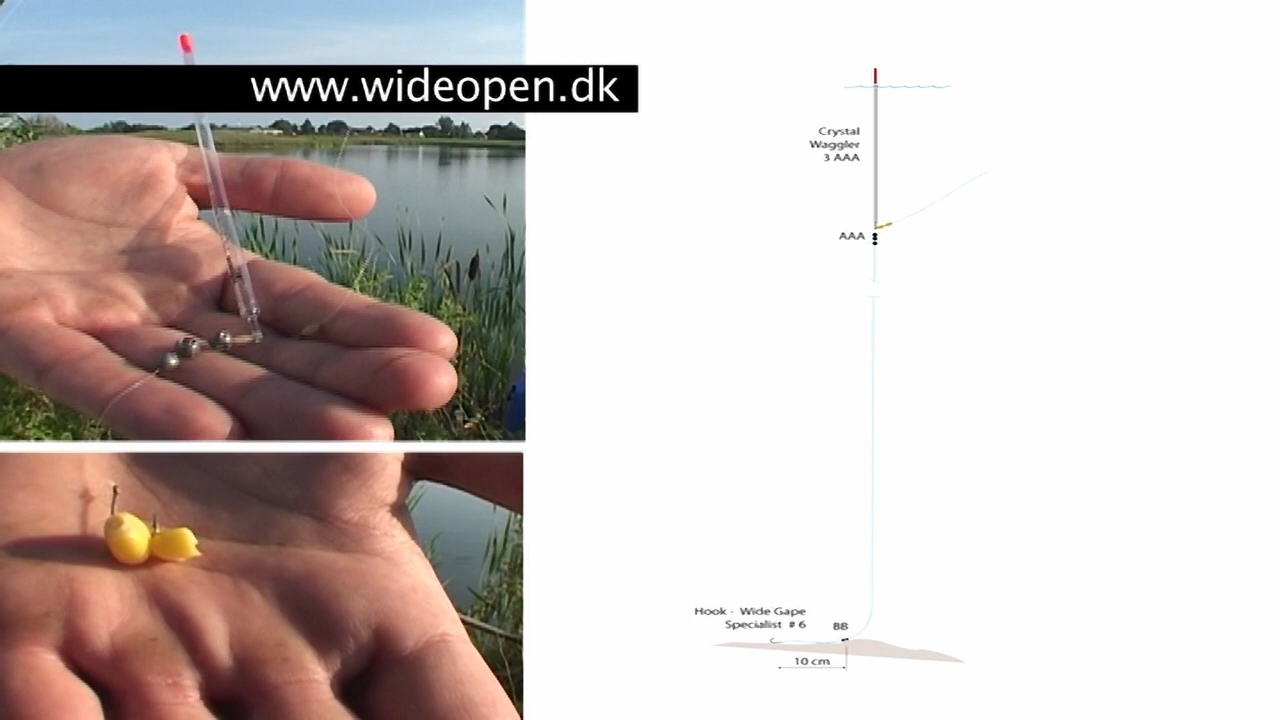 www.wideopen.dk
Crystal
Waggler
3 AAA
AAA
Hook - Wide Gape
Specialist # 6
BB
10 cm